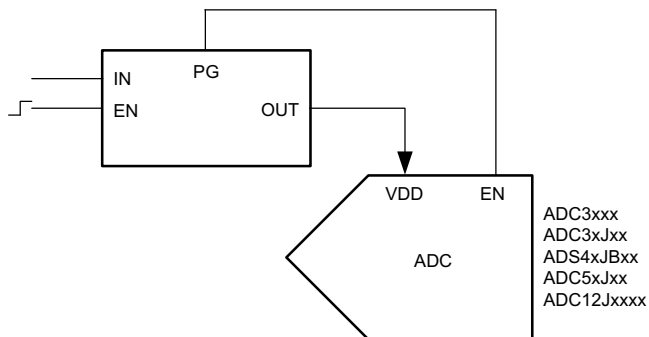 PG
IN
EN
OUT
VDD
EN
ADC
ADC3xxx
ADC3xJxx
ADS4xJBxx
ADC5xJxx
ADC12Jxxxx